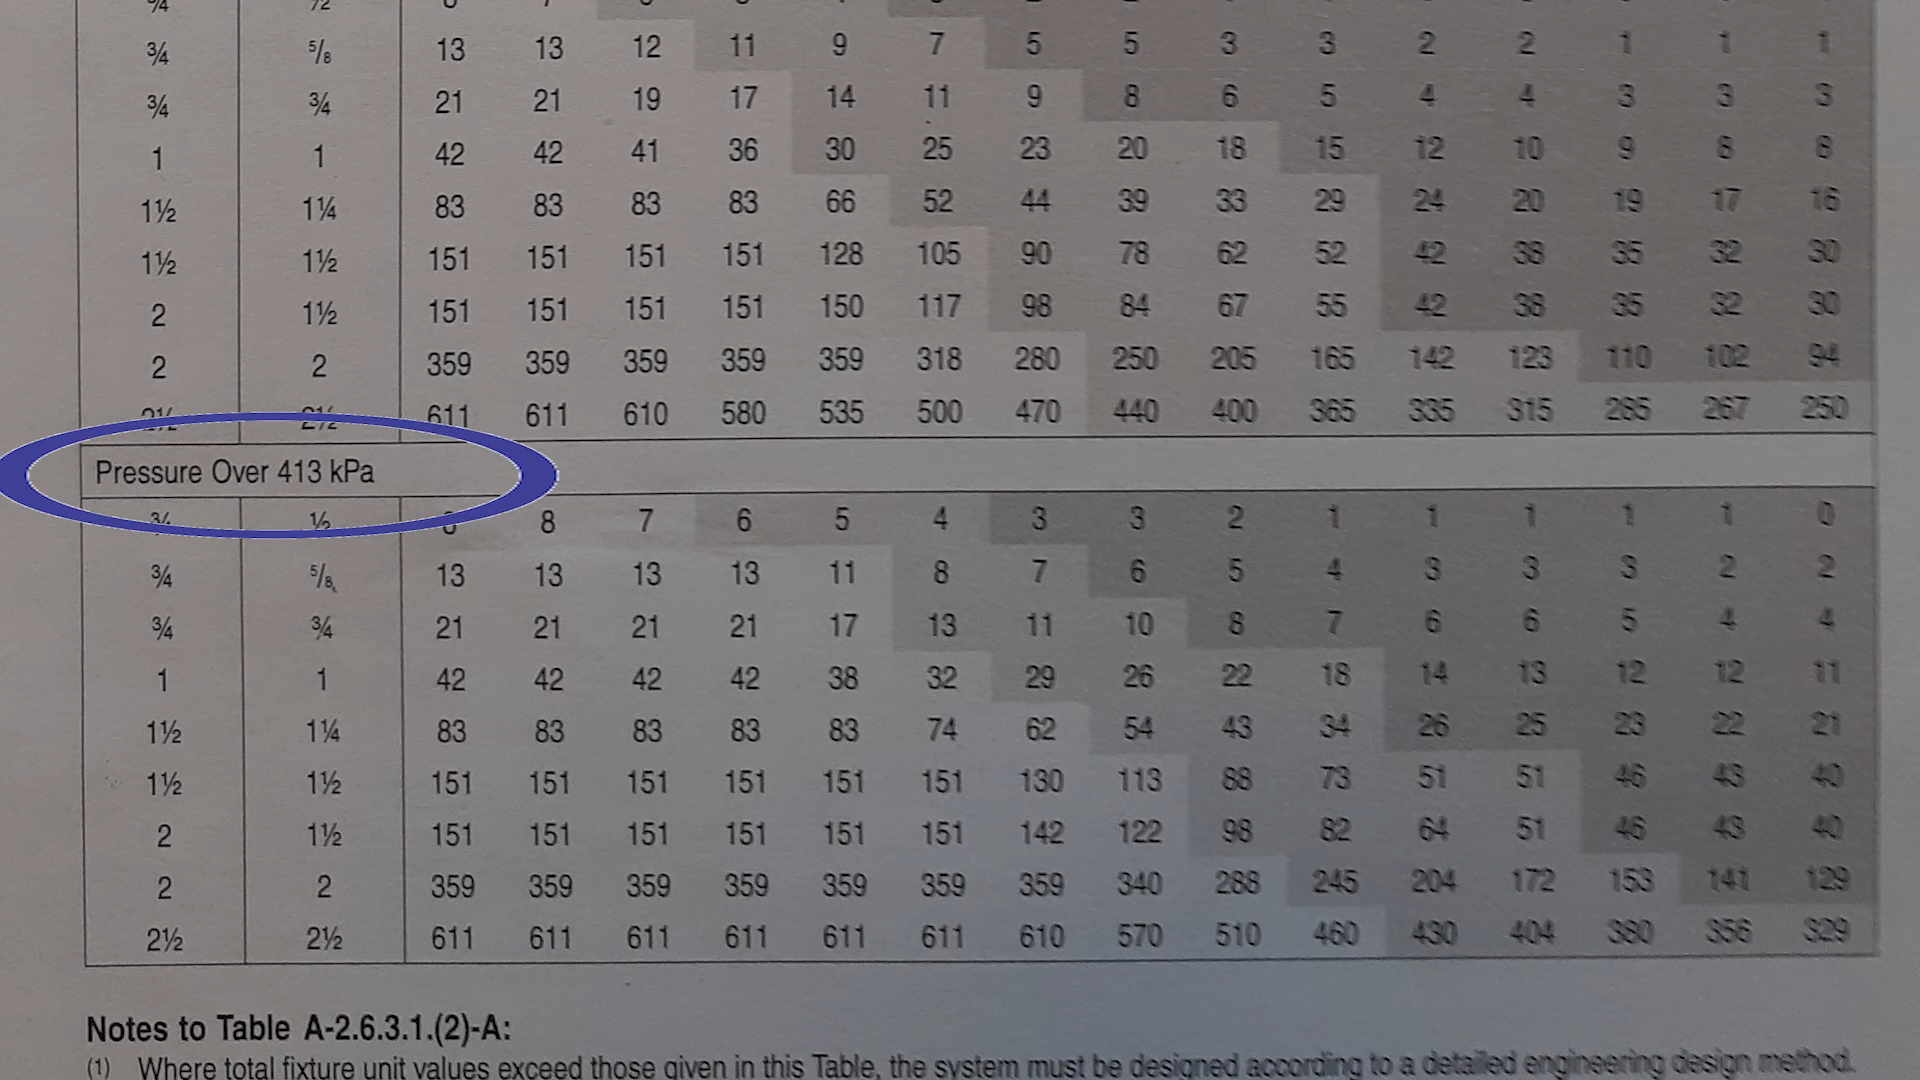 ¾ ⅝ 13 13 12 11 9 7 5 5 3 3 2 2 1 1 1
¾ ¾ 21 21 19 17 14 11 9 8 6 5 4 4 3 3 3
1 1 42 42 41 36 30 25 23 20 18 15 12 10 9 8 8
1½ 1¼ 83 83 83 83 66 52 44 39 33 29 24 20 19 17 16
1½ 1½ 151 151 151 151 128 105 90 78 62 52 42 38 35 32 30
2 1½ 151 151 151 151 150 117 98 84 67 55 42 38 35 32 30
2 2 359 359 359 359 359 318 280 250 205 165 142 123 110 102 94
2½ 2½ 611 611 610 580 535 500 470 440 400 365 335 315 285 267 250
Pressure Over 413 kPa
¾ ½ 8 8 7 6 5 4 3 3 2 1 1 1 1 1 0
¾ ⅝ 13 13 13 13 11 8 7 6 5 4 3 3 3 2 2
¾ ¾ 21 21 21 21 17 13 11 10 8 7 6 6 5 4 4
1 1 42 42 42 42 38 32 29 26 22 18 14 13 12 12 11
1½ 1¼ 83 83 83 83 83 74 62 54 43 34 26 25 23 22 21
1½ 1½ 151 151 151 151 151 151 130 113 88 73 51 51 46 43 40
2 1½ 151 151 151 151 151 151 142 122 98 82 64 51 46 43 40
2 2 359 359 359 359 359 359 359 340 288 245 204 172 153 141 129
2½ 2½ 611 611 611 611 611 611 610 570 510 460 430 404 380 356 329
Notes to Table A-2.6.3.1.(2)-A:
(1) Where total fixture unit values exceed those given in this Table, the system must be designed according to a detailed engineering design method.